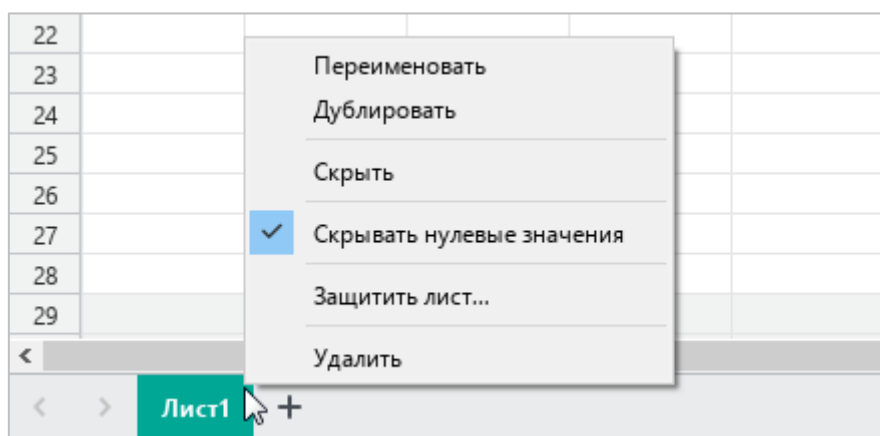 22
23
24
25
26
27
28
29
Переименовать
Дублировать
Скрыть
Скрывать нулевые значения
Защитить лист...
Удалить
Лист1